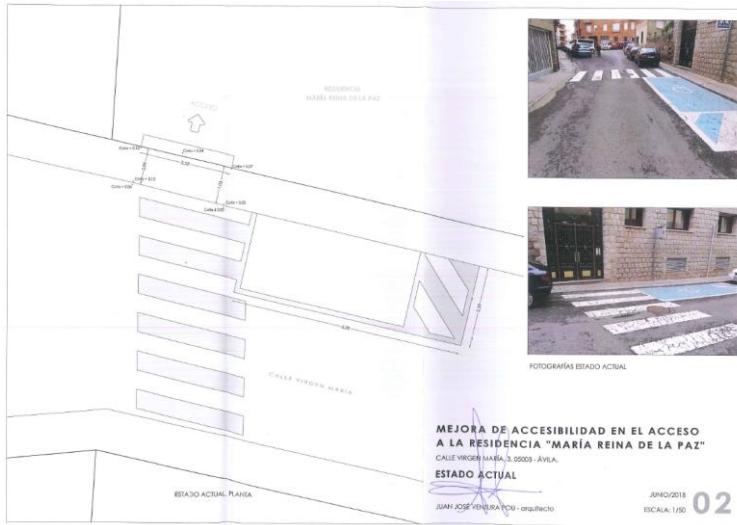 RESIDENCIA
MARÍA REINA DE LA PAZ
ACCESO
CALLE VIRGEN MARÍA
ESTADO ACTUAL. PLANTA
FOTOGRAFÍAS ESTADO ACTUAL
MEJORA DE ACCESIBILIDAD EN EL ACCESO
A LA RESIDENCIA "MARÍA REINA DE LA PAZ"
CALLE VIRGEN MARÍA, 3. 05003 - ÁVILA.
ESTADO ACTUAL
JUAN JOSÉ VENTURA POU - arquitecto
JUNIO/2018
ESCALA: 1/50
02